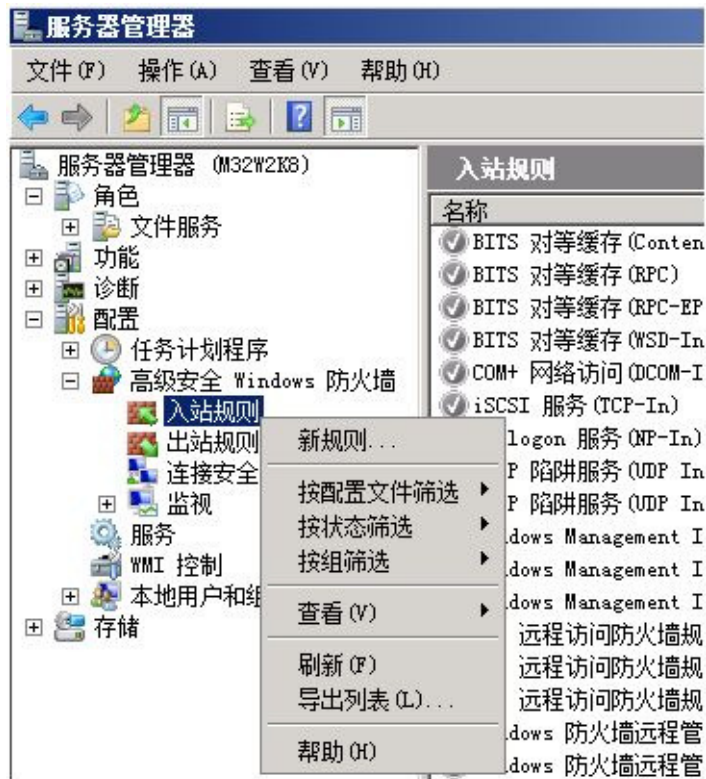 服务器管理器
文件(F) 操作(A) 查看(V) 帮助(H)
服务器管理器 (M32W2K8)
角色
文件服务
功能
诊断
配置
任务计划程序
高级安全 Windows 防火墙
入站规则
出站规则
连接安全
监视
服务
WMI 控制
本地用户和组
存储
新规则...
按配置文件筛选
按状态筛选
按组筛选
查看(V)
刷新(F)
导出列表(L)...
帮助(H)
入站规则
名称
BITS 对等缓存(Conten
BITS 对等缓存(RPC)
BITS 对等缓存(RPC-EP
BITS 对等缓存(WSD-In
COM+ 网络访问(DCOM-I
iSCSI 服务(TCP-In)
logon 服务(NP-In)
P 陷阱服务(UDP In
P 陷阱服务(UDP In
dows Management I
dows Management I
dows Management I
远程访问防火墙规
远程访问防火墙规
远程访问防火墙规
dows 防火墙远程管
dows 防火墙远程管